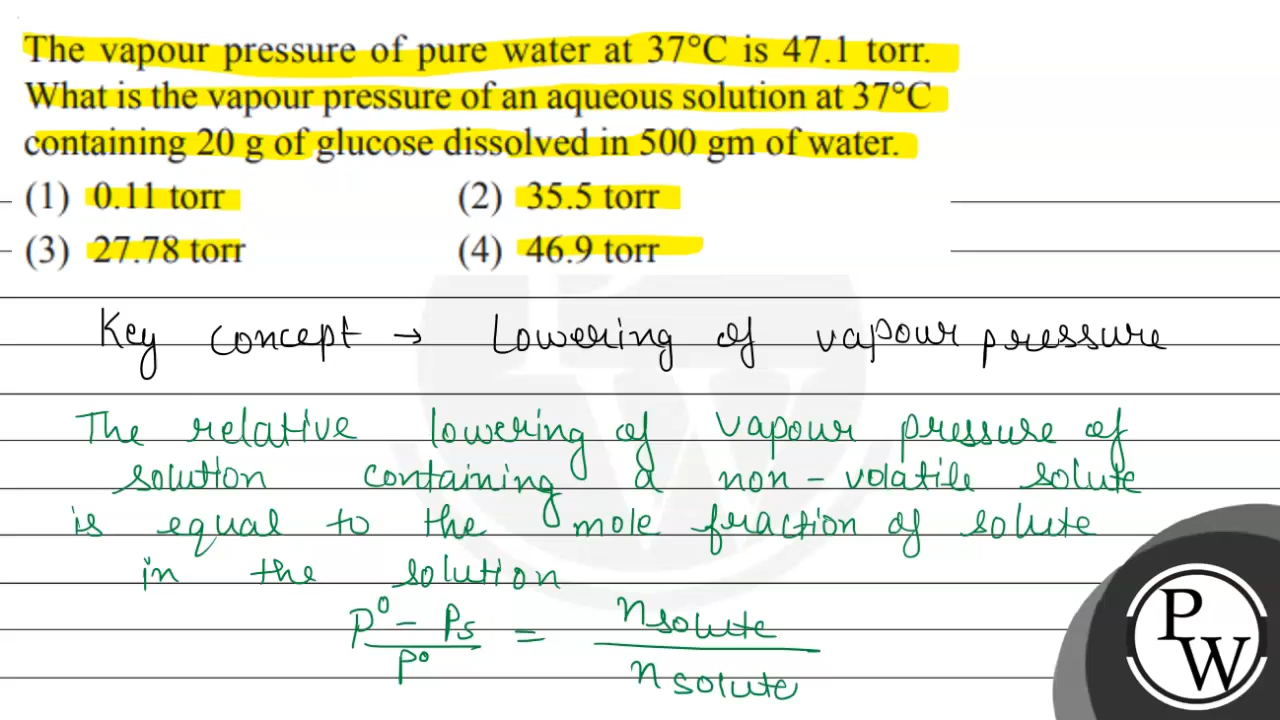 The vapour pressure of pure water at 37°C is 47.1 torr.
What is the vapour pressure of an aqueous solution at 37°C
containing 20 g of glucose dissolved in 500 gm of water.
(1) 0.11 torr (2) 35.5 torr
(3) 27.78 torr (4) 46.9 torr
Key concept → Lowering of vapour pressure
The relative lowering of vapour pressure of
solution containing a non-volatile solute
is equal to the mole fraction of solute
in the solution
P⁰ - Ps / P⁰ = n solute / n solute
PW